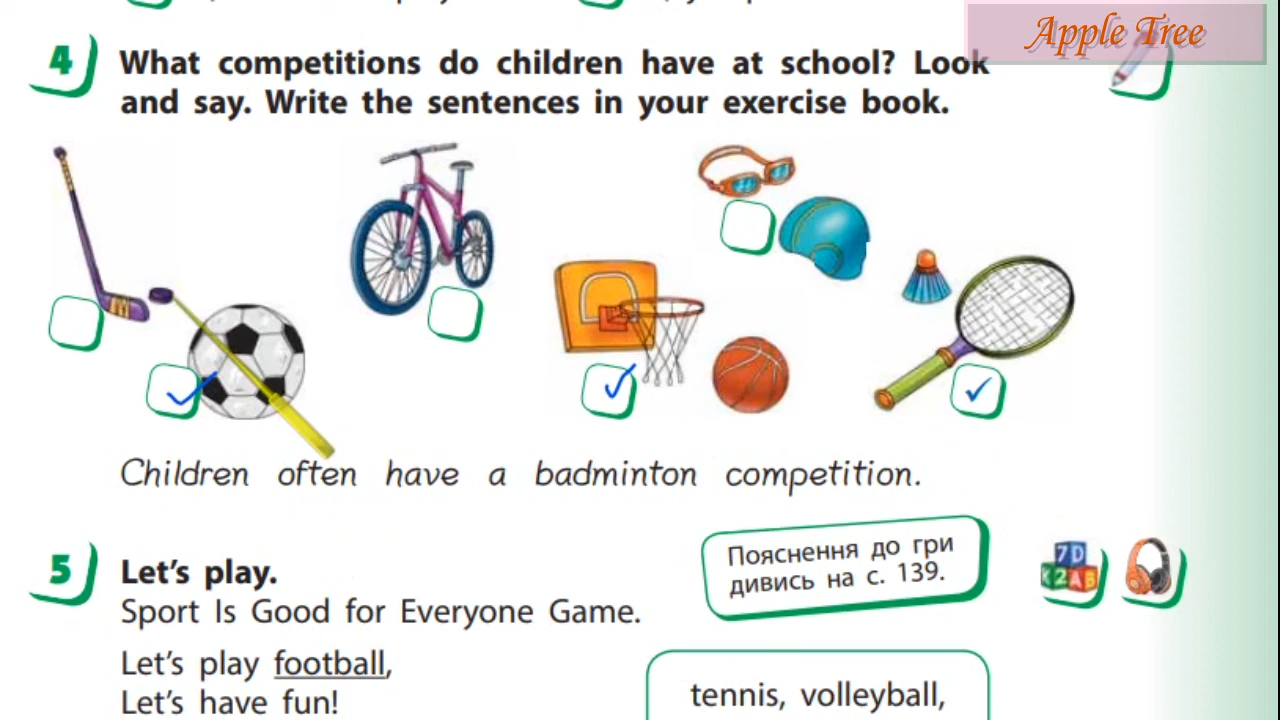 Apple Tree
4 What competitions do children have at school? Look
and say. Write the sentences in your exercise book.
Children often have a badminton competition.
5 Let's play.
Пояснення до гри
дивись на с. 139.
7D
K2AB
Sport Is Good for Everyone Game.
Let's play football,
Let's have fun!
tennis, volleyball,